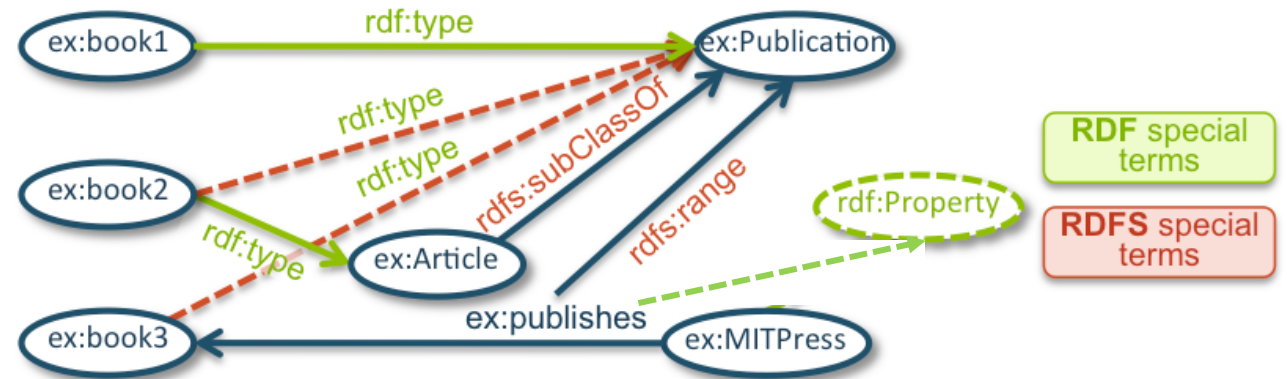 rdf:type
ex:book1
ex:Publication
rdf:type
rdf:type
rdfs:subClassOf
rdfs:range
RDF special
terms
ex:book2
rdf:Property
rdf:type
RDFS special
terms
ex:Article
ex:publishes
ex:book3
ex:MITPress